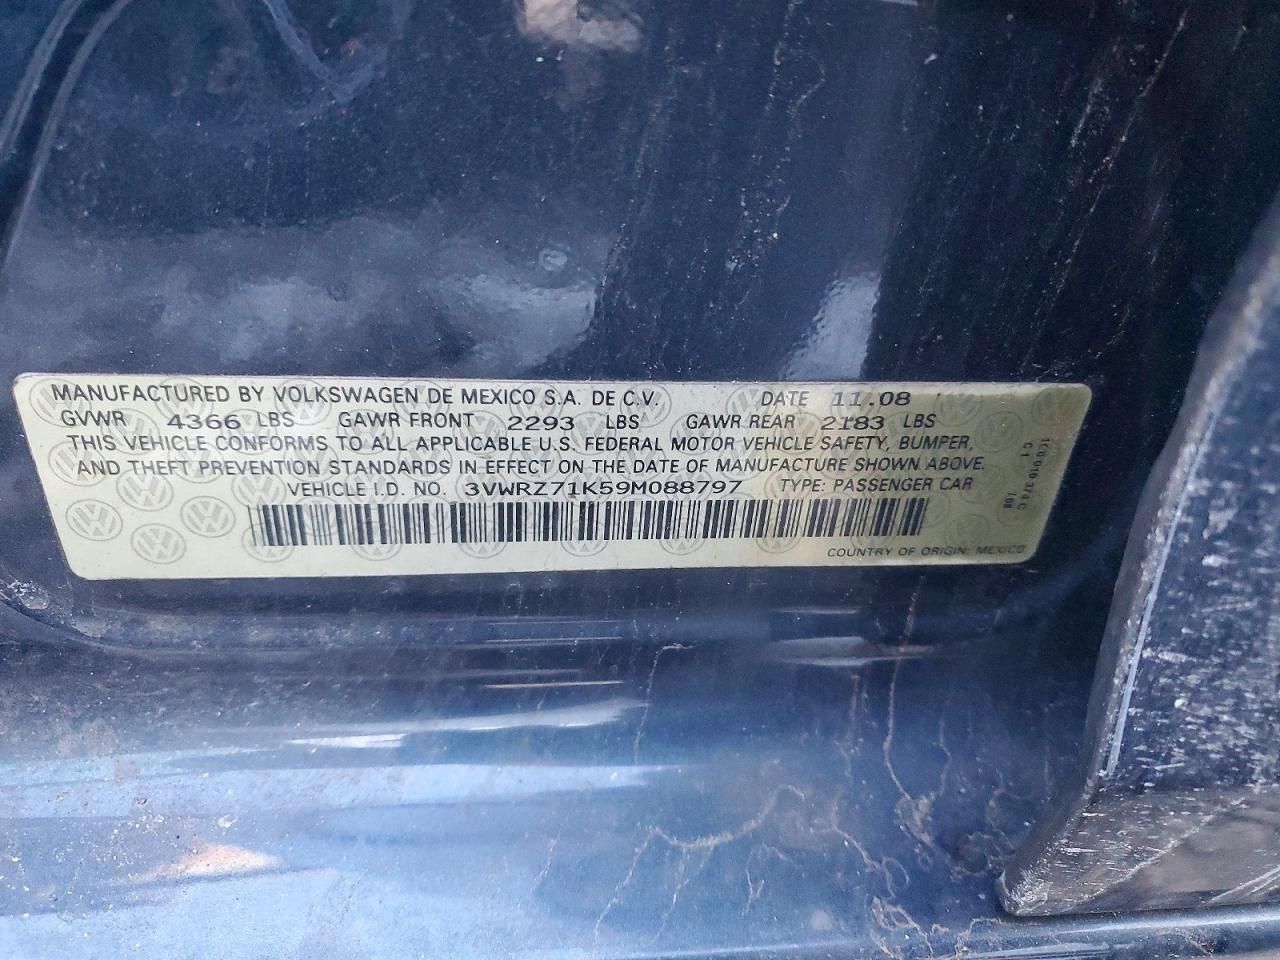 MANUFACTURED BY VOLKSWAGEN DE MEXICO S.A. DE C.V. DATE 11.08
GVWR 4366 LBS GAWR FRONT 2293 LBS GAWR REAR 2183 LBS
THIS VEHICLE CONFORMS TO ALL APPLICABLE U.S. FEDERAL MOTOR VEHICLE SAFETY, BUMPER,
AND THEFT PREVENTION STANDARDS IN EFFECT ON THE DATE OF MANUFACTURE SHOWN ABOVE.
VEHICLE I.D. NO. 3VWRZ71K59M088797 TYPE: PASSENGER CAR
COUNTRY OF ORIGIN: MEXICO